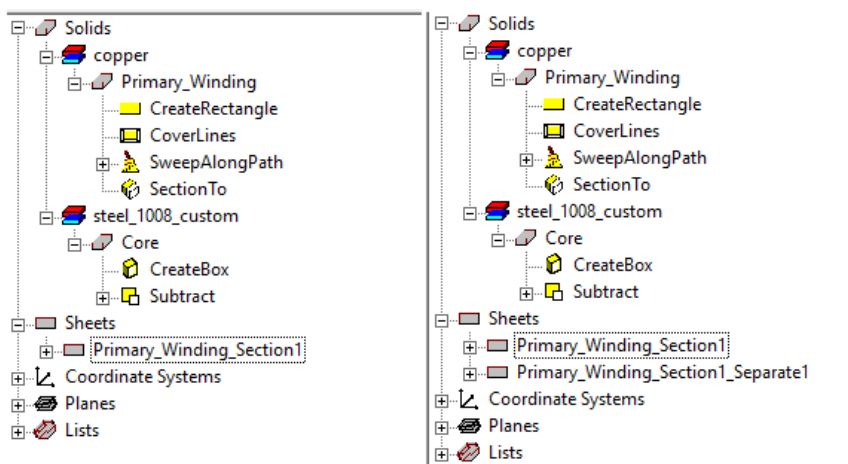 Solids
copper
Primary_Winding
CreateRectangle
CoverLines
SweepAlongPath
SectionTo
steel_1008_custom
Core
CreateBox
Subtract
Sheets
Primary_Winding_Section1
Coordinate Systems
Planes
Lists
Solids
copper
Primary_Winding
CreateRectangle
CoverLines
SweepAlongPath
SectionTo
steel_1008_custom
Core
CreateBox
Subtract
Sheets
Primary_Winding_Section1
Primary_Winding_Section1_Separate1
Coordinate Systems
Planes
Lists